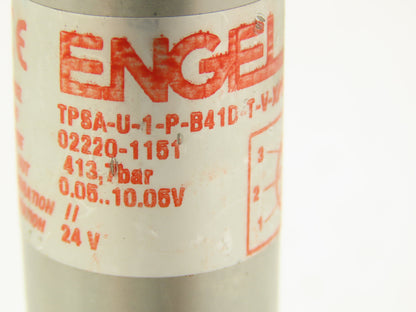 ENGEL
TPSA-U-1-P-B41D-T-V-
02220-1151
413,7bar
0.05..10.05V
//
24 V
3
2
1